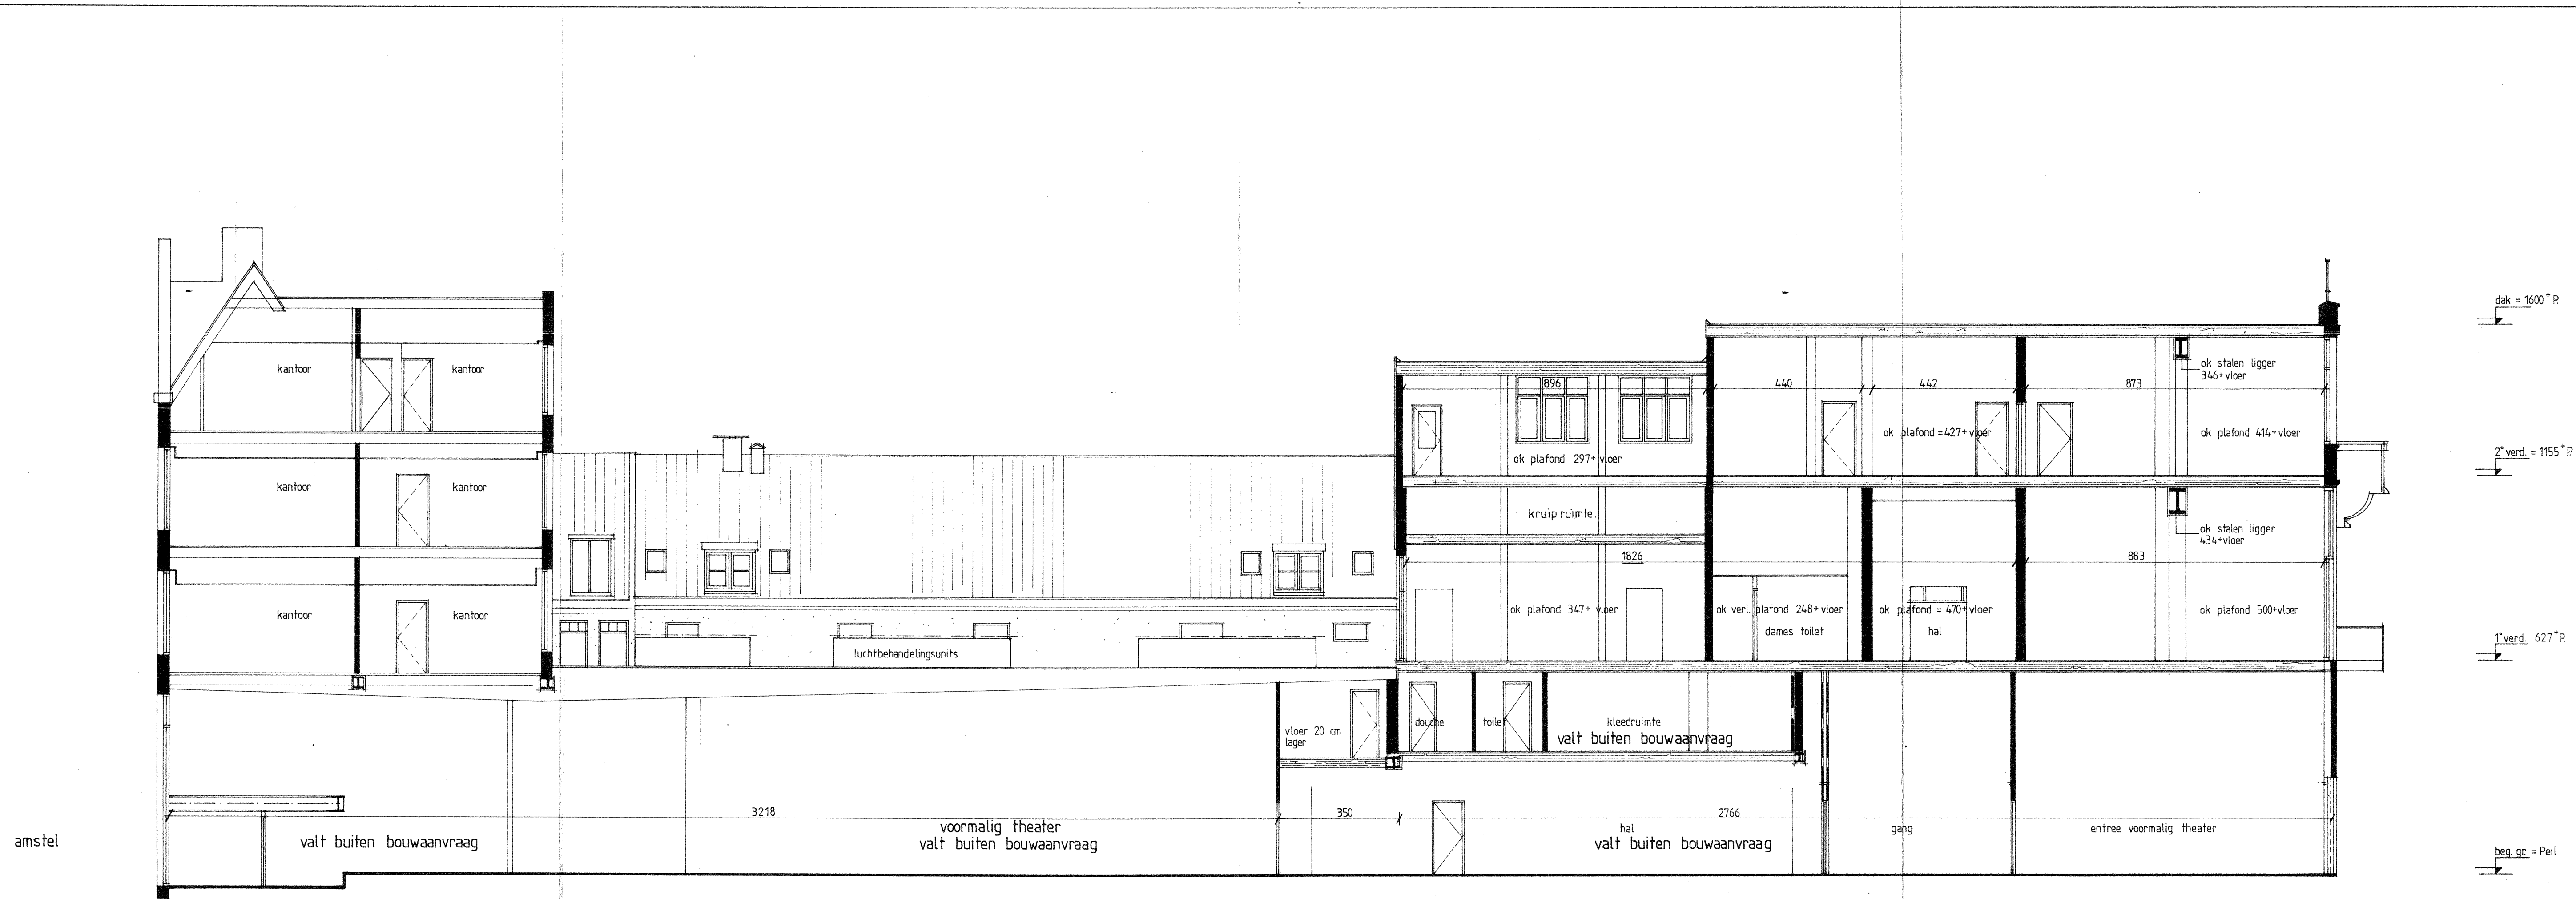 dak = 1600⁺P.
kantoor
kantoor
896
440
442
873
ok stalen ligger
346+vloer
ok plafond 297+ vloer
ok plafond =427+vloer
ok plafond 414+vloer
2ᵉ verd. = 1155⁺P.
kantoor
kantoor
kruip ruimte.
ok stalen ligger
434+vloer
1826
883
kantoor
kantoor
luchtbehandelingsunits
ok plafond 347+ vloer
ok verl. plafond 248+vloer
dames toilet
ok plafond = 470+vloer
hal
ok plafond 500+vloer
1ᵉ verd. 627⁺P.
vloer 20 cm
lager
douche
toilet
kleedruimte
valt buiten bouwaanvraag
3218
350
2766
amstel
valt buiten bouwaanvraag
voormalig theater
valt buiten bouwaanvraag
hal
valt buiten bouwaanvraag
gang
entree voormalig theater
beg. gr. = Peil